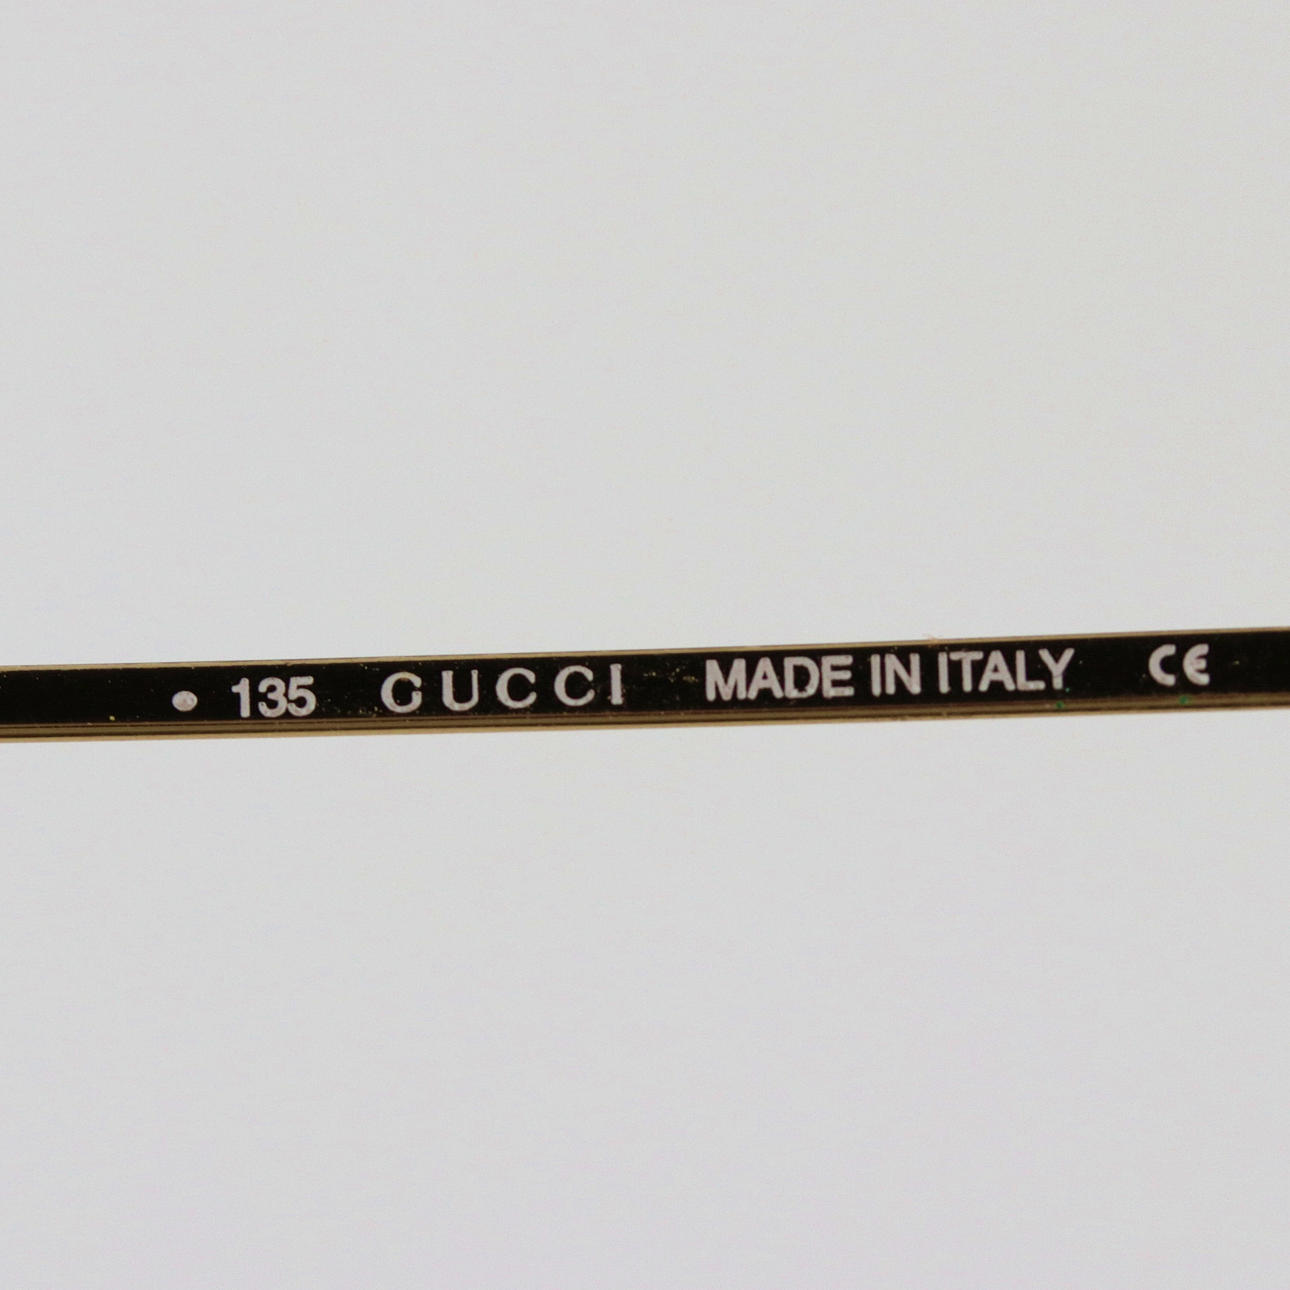 • 135 GUCCI MADE IN ITALY CE